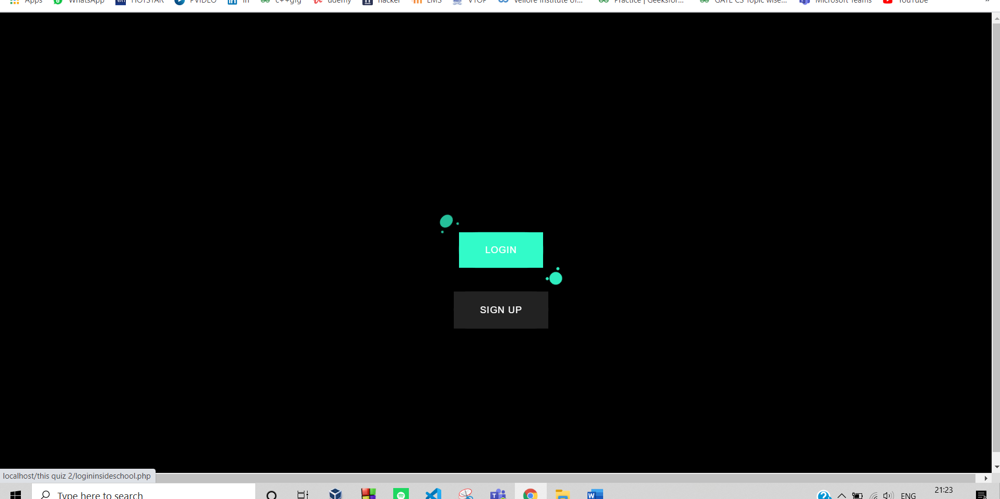 Apps WhatsApp HOTSTAR PVIDEO in c++gfg udemy hacker LMS VTOP Vellore Institute of... Practice | Geeksfor... GATE CS Topic wise... Microsoft Teams YouTube
LOGIN
SIGN UP
localhost/this quiz 2/logininsideschool.php
Type here to search
ENG
21:23